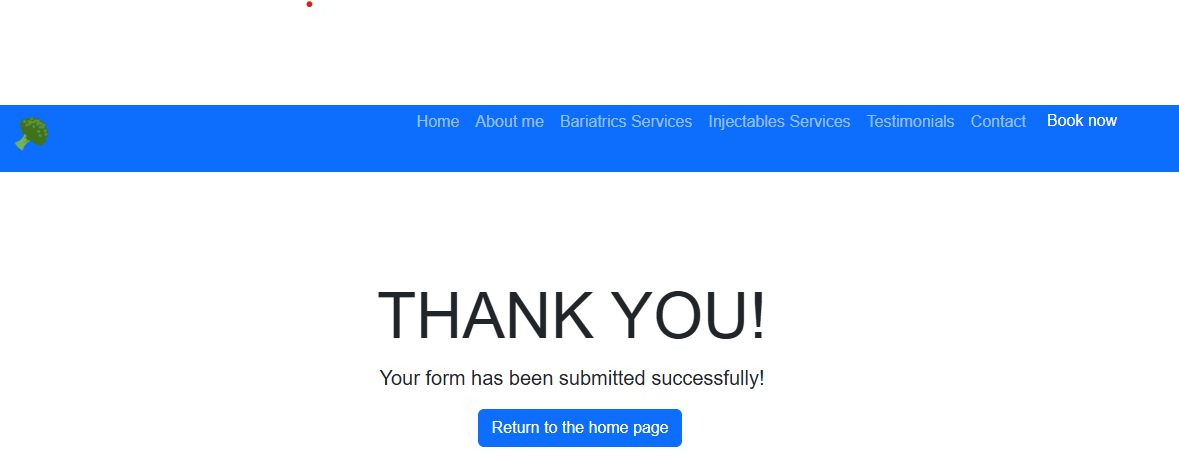 Home About me Bariatrics Services Injectables Services Testimonials Contact Book now
THANK YOU!
Your form has been submitted successfully!
Return to the home page